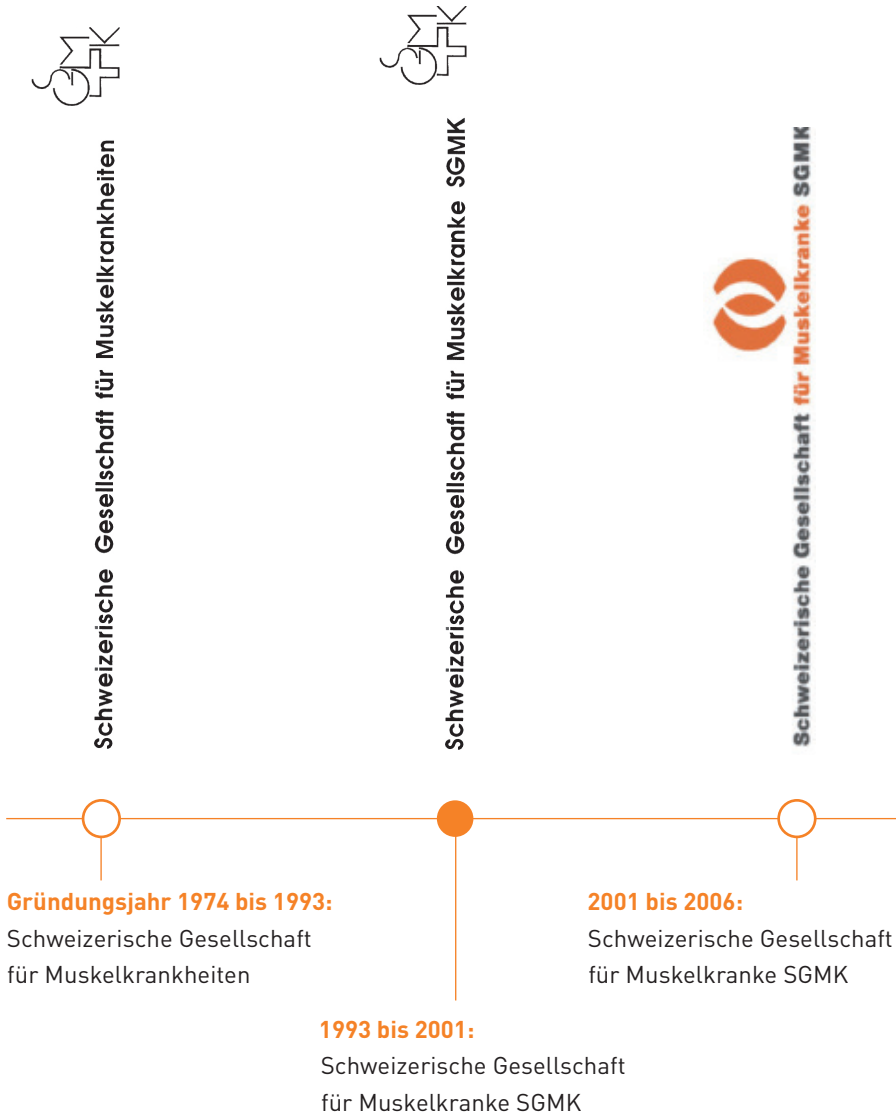 SGMK
Schweizerische Gesellschaft für Muskelkrankheiten
SGMK
Schweizerische Gesellschaft für Muskelkranke SGMK
Schweizerische Gesellschaft für Muskelkranke SGMK
Gründungsjahr 1974 bis 1993:
Schweizerische Gesellschaft
für Muskelkrankheiten
1993 bis 2001:
Schweizerische Gesellschaft
für Muskelkranke SGMK
2001 bis 2006:
Schweizerische Gesellschaft
für Muskelkranke SGMK